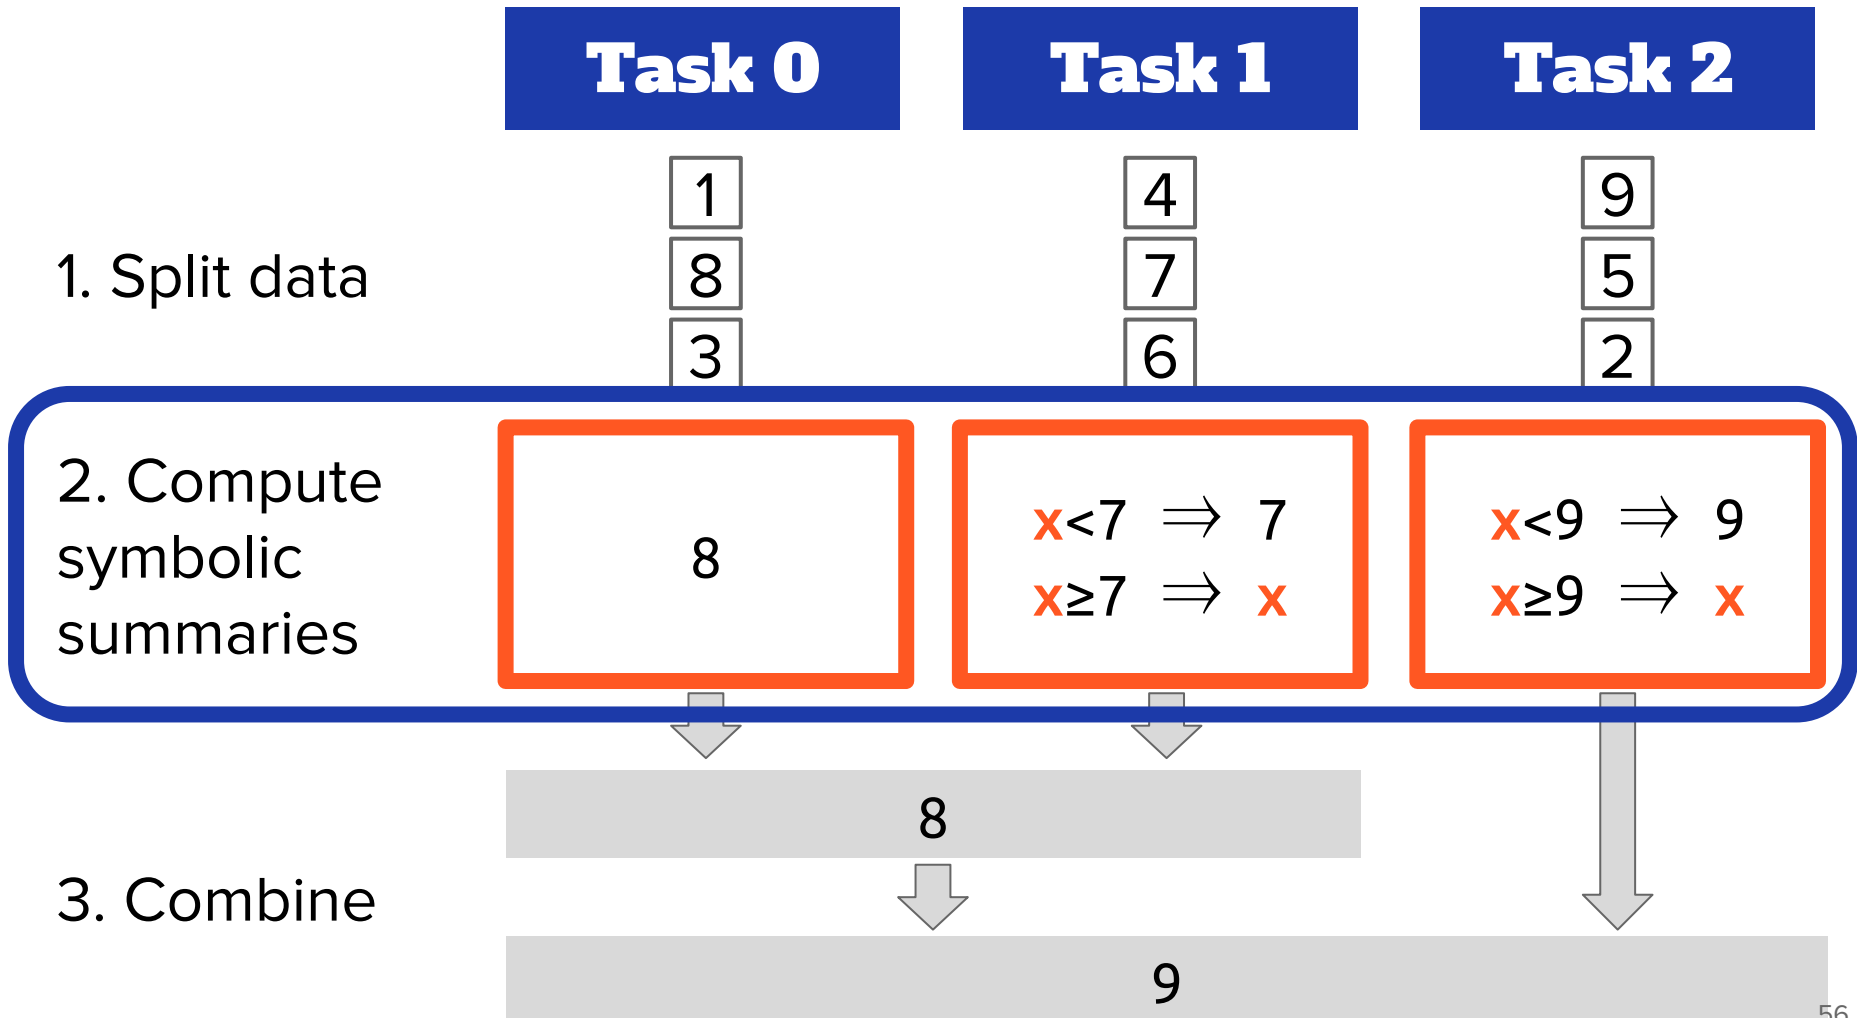 Task 0 Task 1 Task 2
1 4 9
1. Split data
8 7 5
3 6 2
2. Compute
symbolic
summaries
8
x<7 ⇒ 7
x≥7 ⇒ x
x<9 ⇒ 9
x≥9 ⇒ x
8
3. Combine
9
56